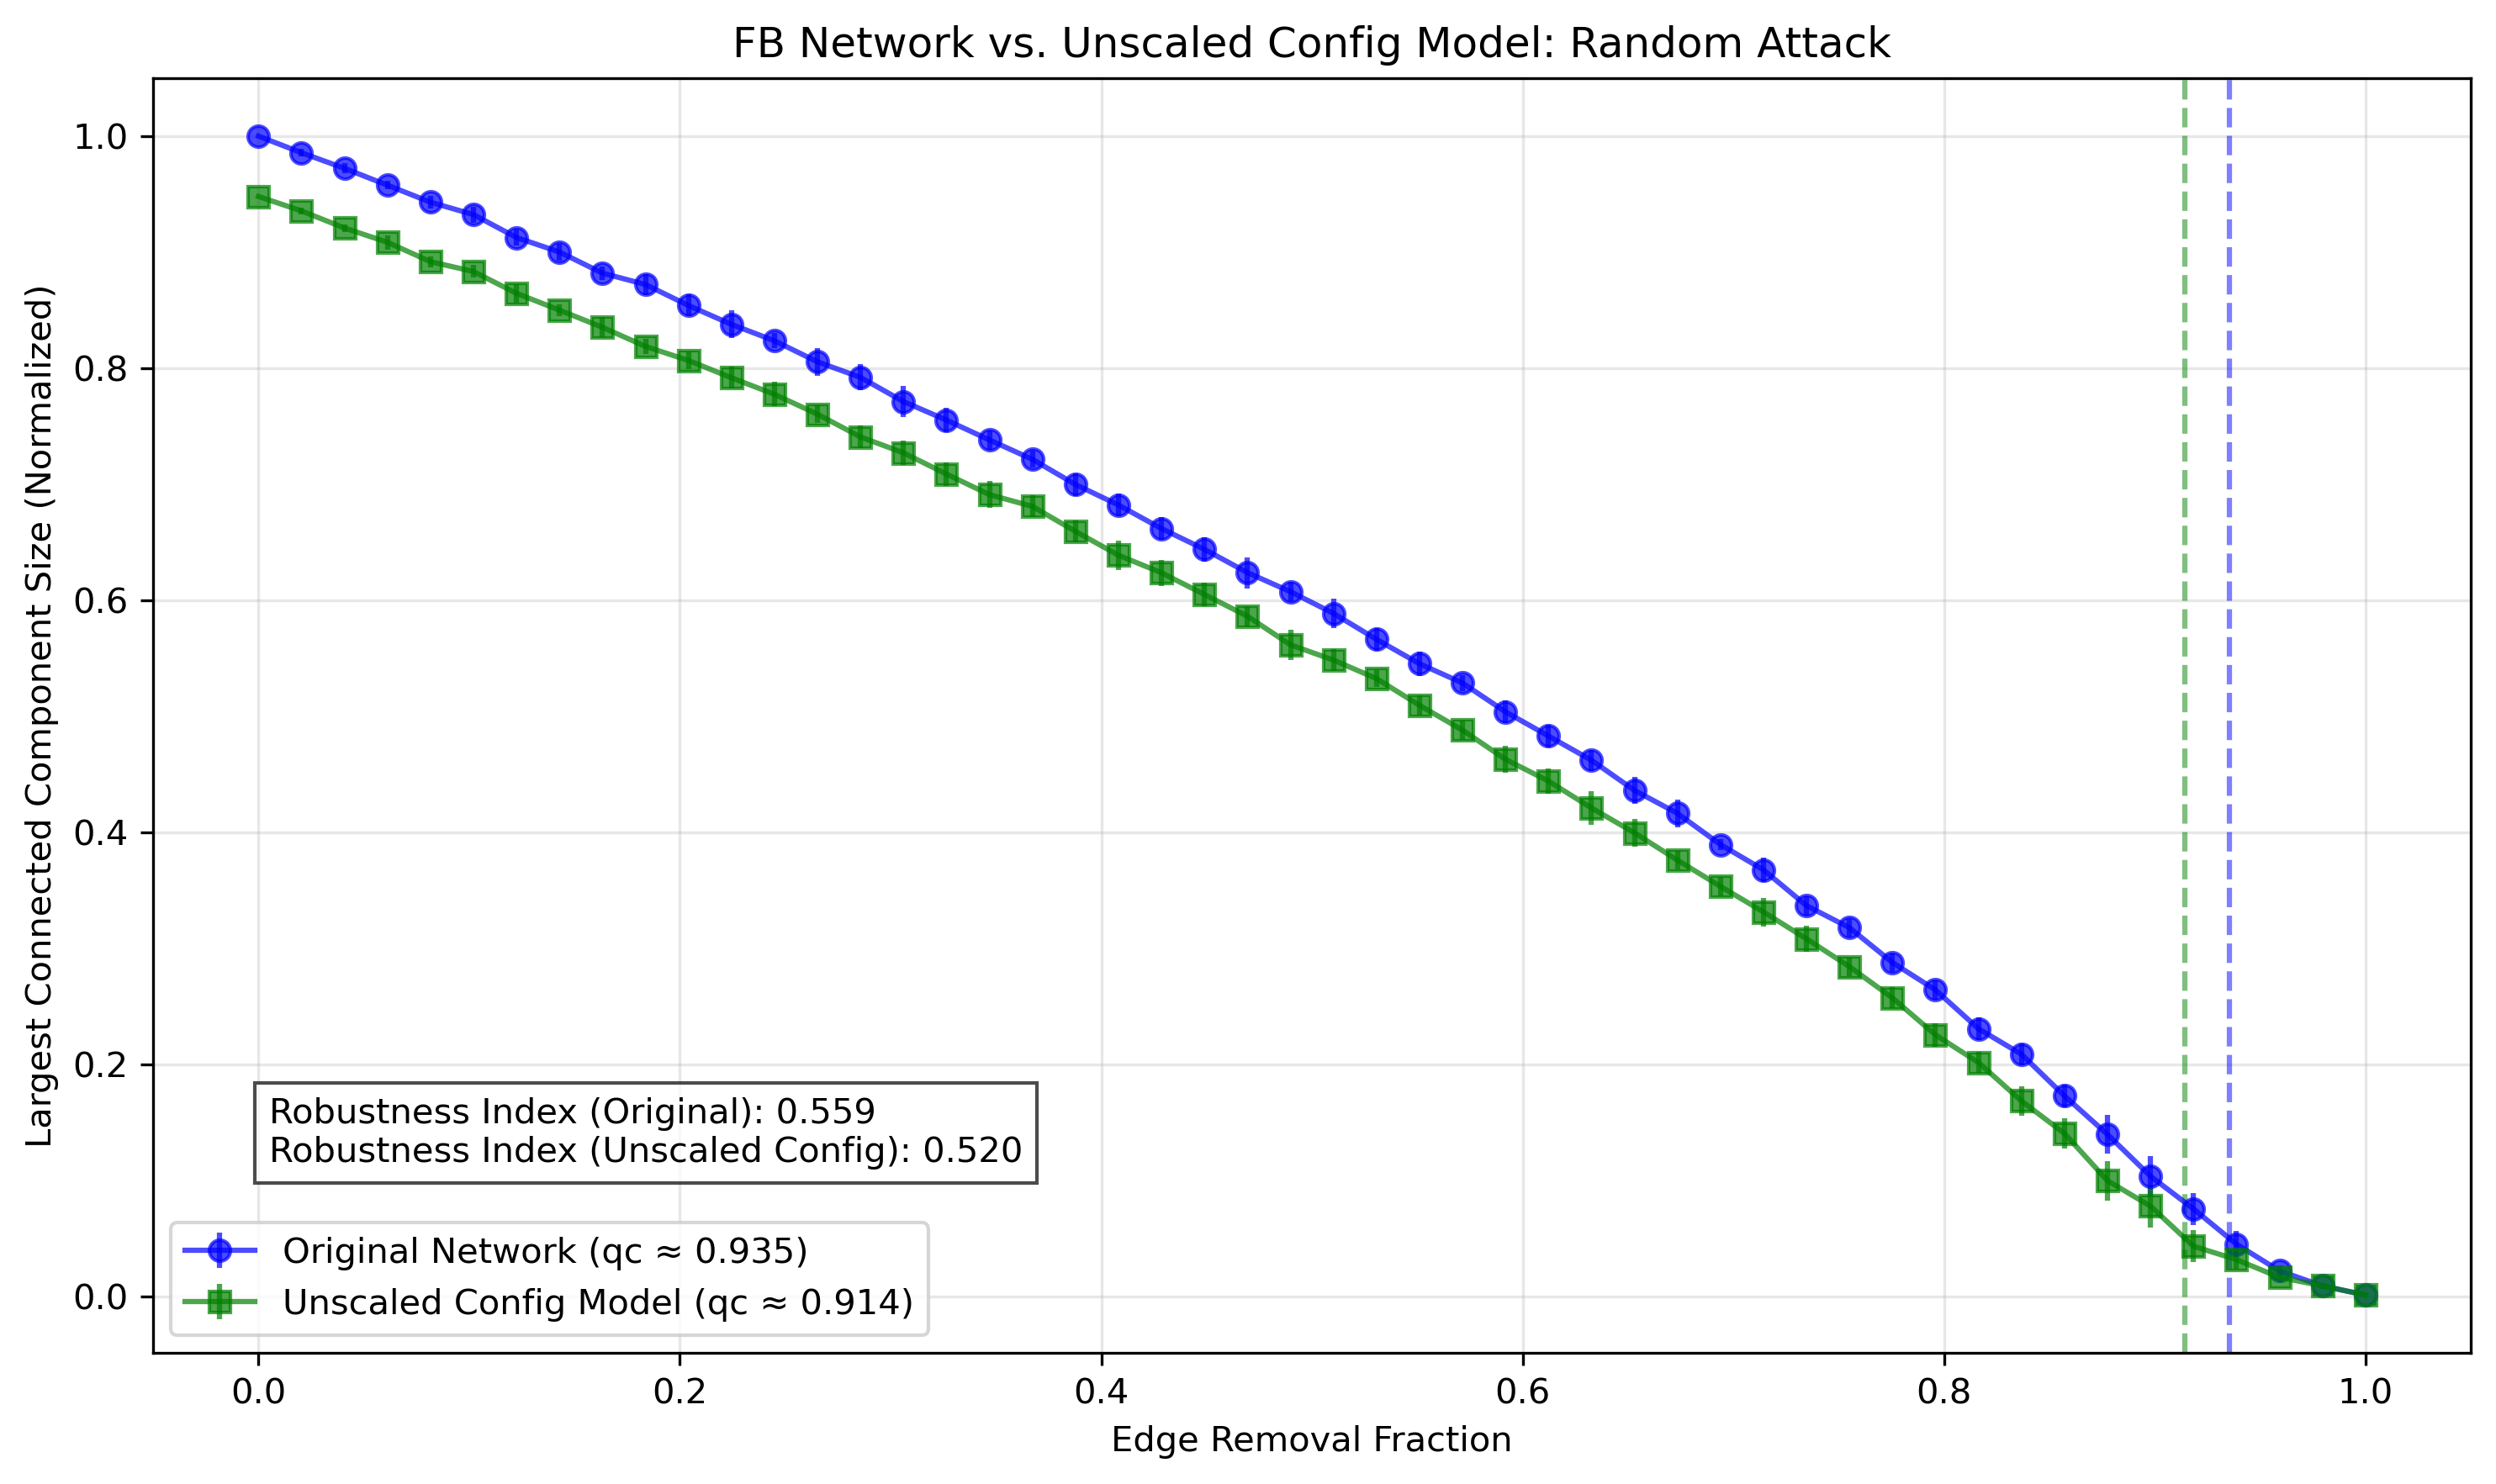 FB Network vs. Unscaled Config Model: Random Attack
Largest Connected Component Size (Normalized)
1.0
0.8
0.6
0.4
0.2
0.0
Robustness Index (Original): 0.559
Robustness Index (Unscaled Config): 0.520
Original Network (qc ≈ 0.935)
Unscaled Config Model (qc ≈ 0.914)
0.0 0.2 0.4 0.6 0.8 1.0
Edge Removal Fraction